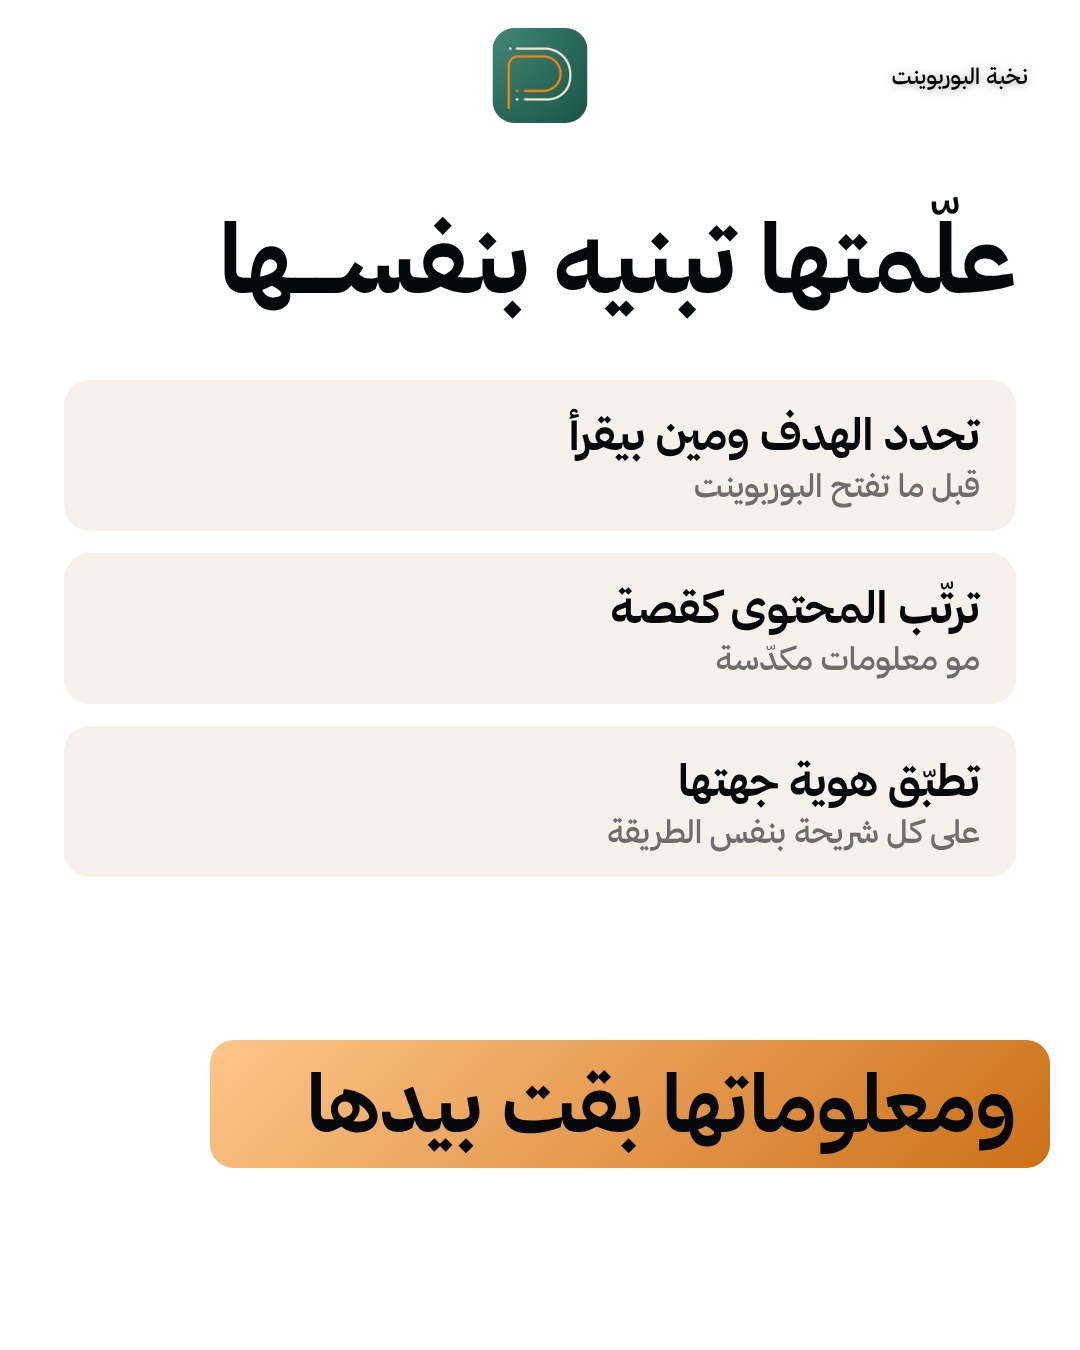 نخبة البوربوينت
علّمتها تبنيه بنفســها
تحدد الهدف ومين بيقرأ
قبل ما تفتح البوربوينت
ترتّب المحتوى كقصة
مو معلومات مكدّسة
تطبّق هوية جهتها
على كل شريحة بنفس الطريقة
ومعلوماتها بقت بيدها